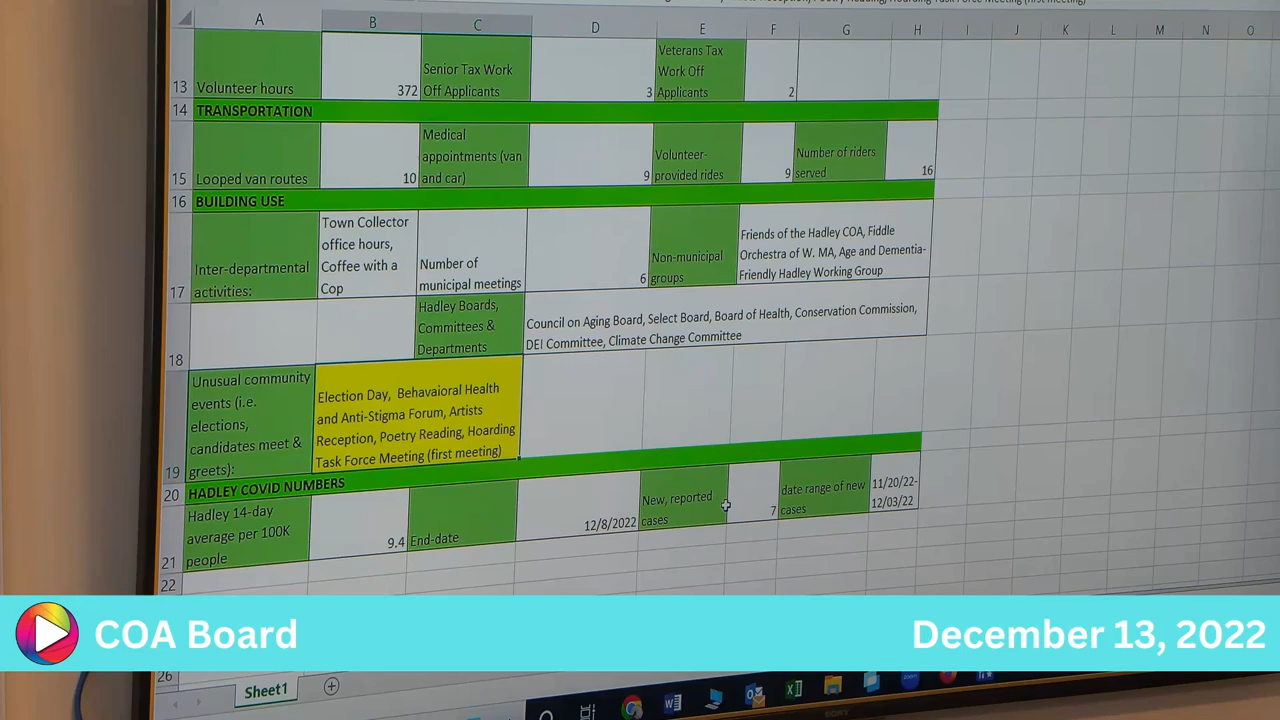 A B C D E F G H I J K L M N O
13 Volunteer hours 372 Senior Tax Work Off Applicants 3 Veterans Tax Work Off Applicants 2
14 TRANSPORTATION
15 Looped van routes 10 Medical appointments (van and car) 9 Volunteer-provided rides 9 Number of riders served 16
16 BUILDING USE
17 Inter-departmental activities: Town Collector office hours, Coffee with a Cop Number of municipal meetings 6 Non-municipal groups Friends of the Hadley COA, Fiddle Orchestra of W. MA, Age and Dementia-Friendly Hadley Working Group
18 Hadley Boards, Committees & Departments Council on Aging Board, Select Board, Board of Health, Conservation Commission, DEI Committee, Climate Change Committee
19 Unusual community events (i.e. elections, candidates meet & greets): Election Day, Behavaioral Health and Anti-Stigma Forum, Artists Reception, Poetry Reading, Hoarding Task Force Meeting (first meeting)
20 HADLEY COVID NUMBERS
21 Hadley 14-day average per 100K people 9.4 End-date 12/8/2022 New, reported cases 7 date range of new cases 11/20/22-12/03/22
22
COA Board December 13, 2022
26
Sheet1
SONY